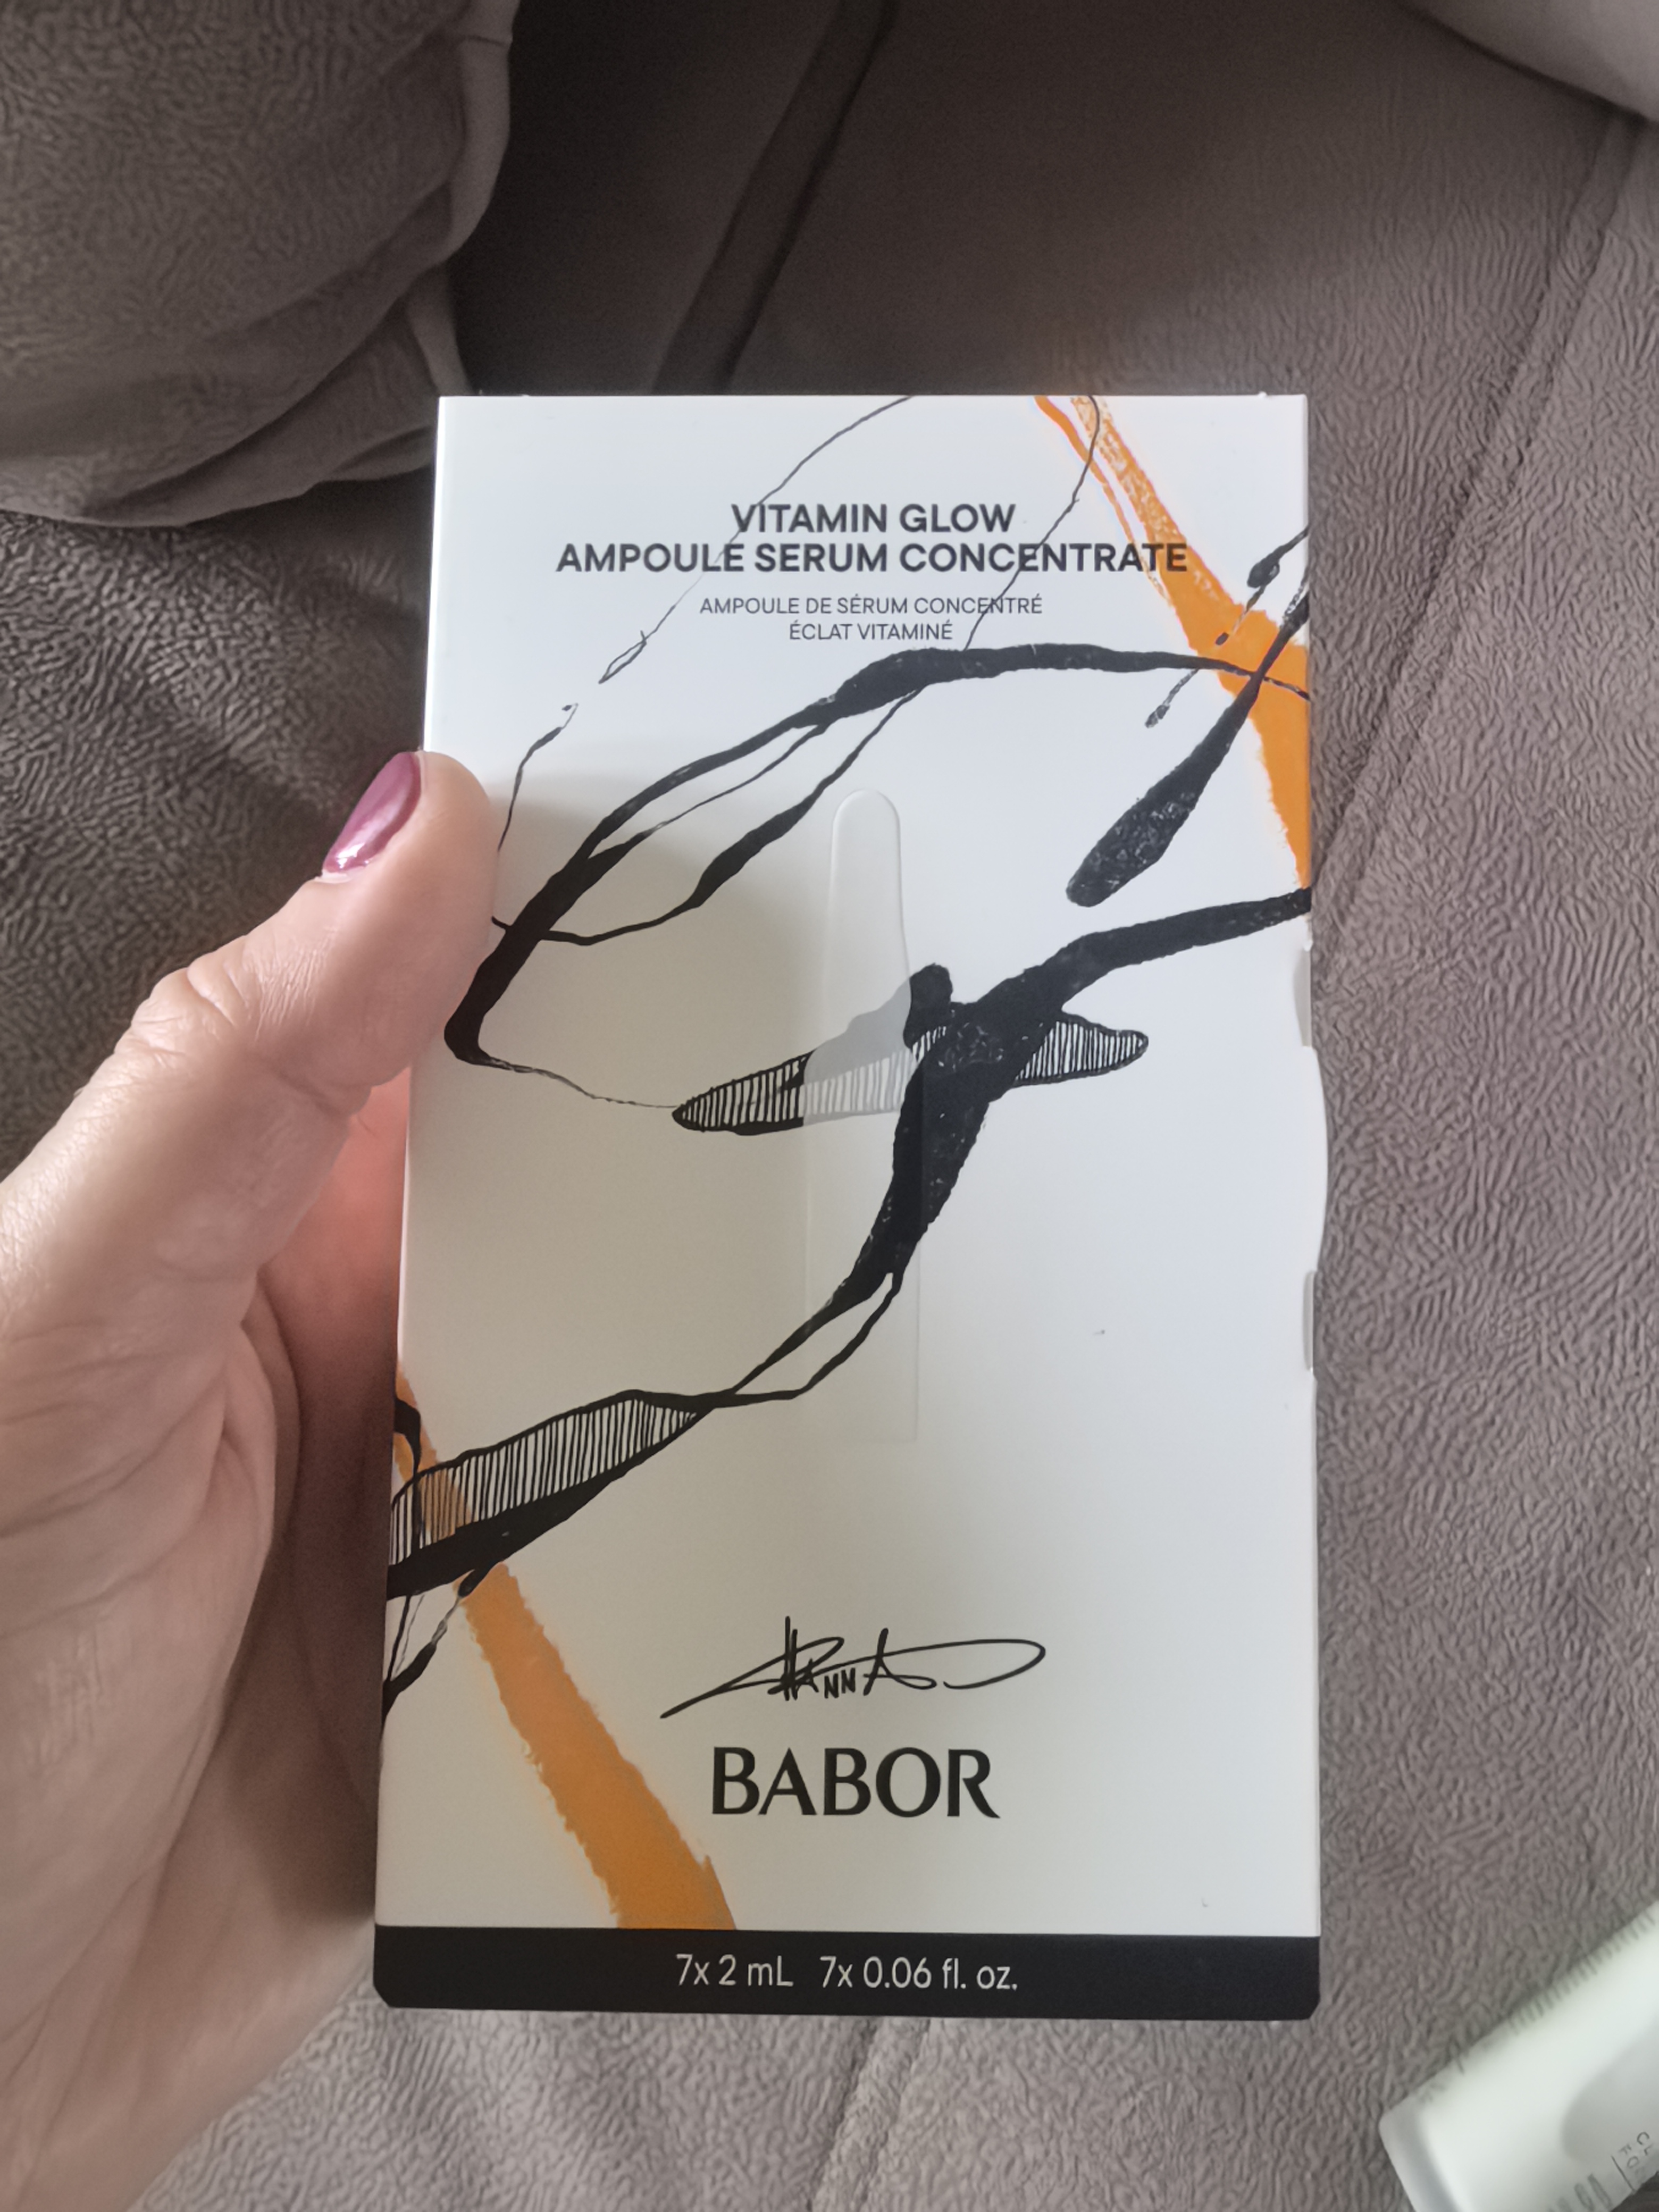 VITAMIN GLOW
AMPOULE SERUM CONCENTRATE
AMPOULE DE SÉRUM CONCENTRÉ
ÉCLAT VITAMINÉ
HANNA
BABOR
7x 2 mL 7x 0.06 fl. oz.